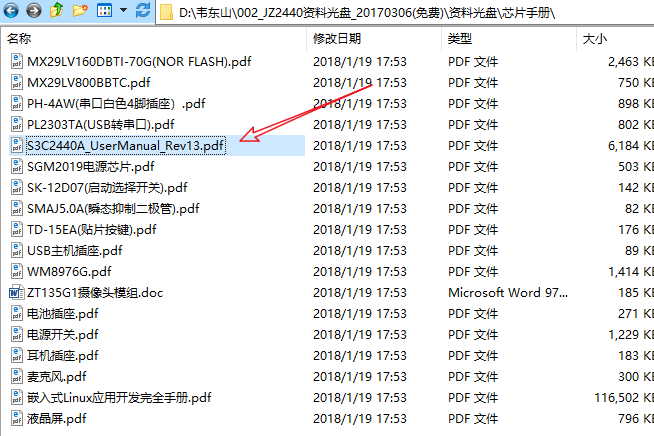 D:\韦东山\002_JZ2440资料光盘_20170306(免费)\资料光盘\芯片手册\
名称 修改日期 类型 大小
MX29LV160DBTI-70G(NOR FLASH).pdf 2018/1/19 17:53 PDF 文件 2,463 KB
MX29LV800BBTC.pdf 2018/1/19 17:53 PDF 文件 750 KB
PH-4AW(串口白色4脚插座）.pdf 2018/1/19 17:53 PDF 文件 898 KB
PL2303TA(USB转串口).pdf 2018/1/19 17:53 PDF 文件 802 KB
S3C2440A_UserManual_Rev13.pdf 2018/1/19 17:53 PDF 文件 6,184 KB
SGM2019电源芯片.pdf 2018/1/19 17:53 PDF 文件 503 KB
SK-12D07(启动选择开关).pdf 2018/1/19 17:53 PDF 文件 142 KB
SMAJ5.0A(瞬态抑制二极管).pdf 2018/1/19 17:53 PDF 文件 82 KB
TD-15EA(贴片按键).pdf 2018/1/19 17:53 PDF 文件 176 KB
USB主机插座.pdf 2018/1/19 17:53 PDF 文件 89 KB
WM8976G.pdf 2018/1/19 17:53 PDF 文件 1,414 KB
ZT135G1摄像头模组.doc 2018/1/19 17:53 Microsoft Word 97... 185 KB
电池插座.pdf 2018/1/19 17:53 PDF 文件 271 KB
电源开关.pdf 2018/1/19 17:53 PDF 文件 1,229 KB
耳机插座.pdf 2018/1/19 17:53 PDF 文件 183 KB
麦克风.pdf 2018/1/19 17:53 PDF 文件 300 KB
嵌入式Linux应用开发完全手册.pdf 2018/1/19 17:53 PDF 文件 116,502 KB
液晶屏.pdf 2018/1/19 17:53 PDF 文件 796 KB